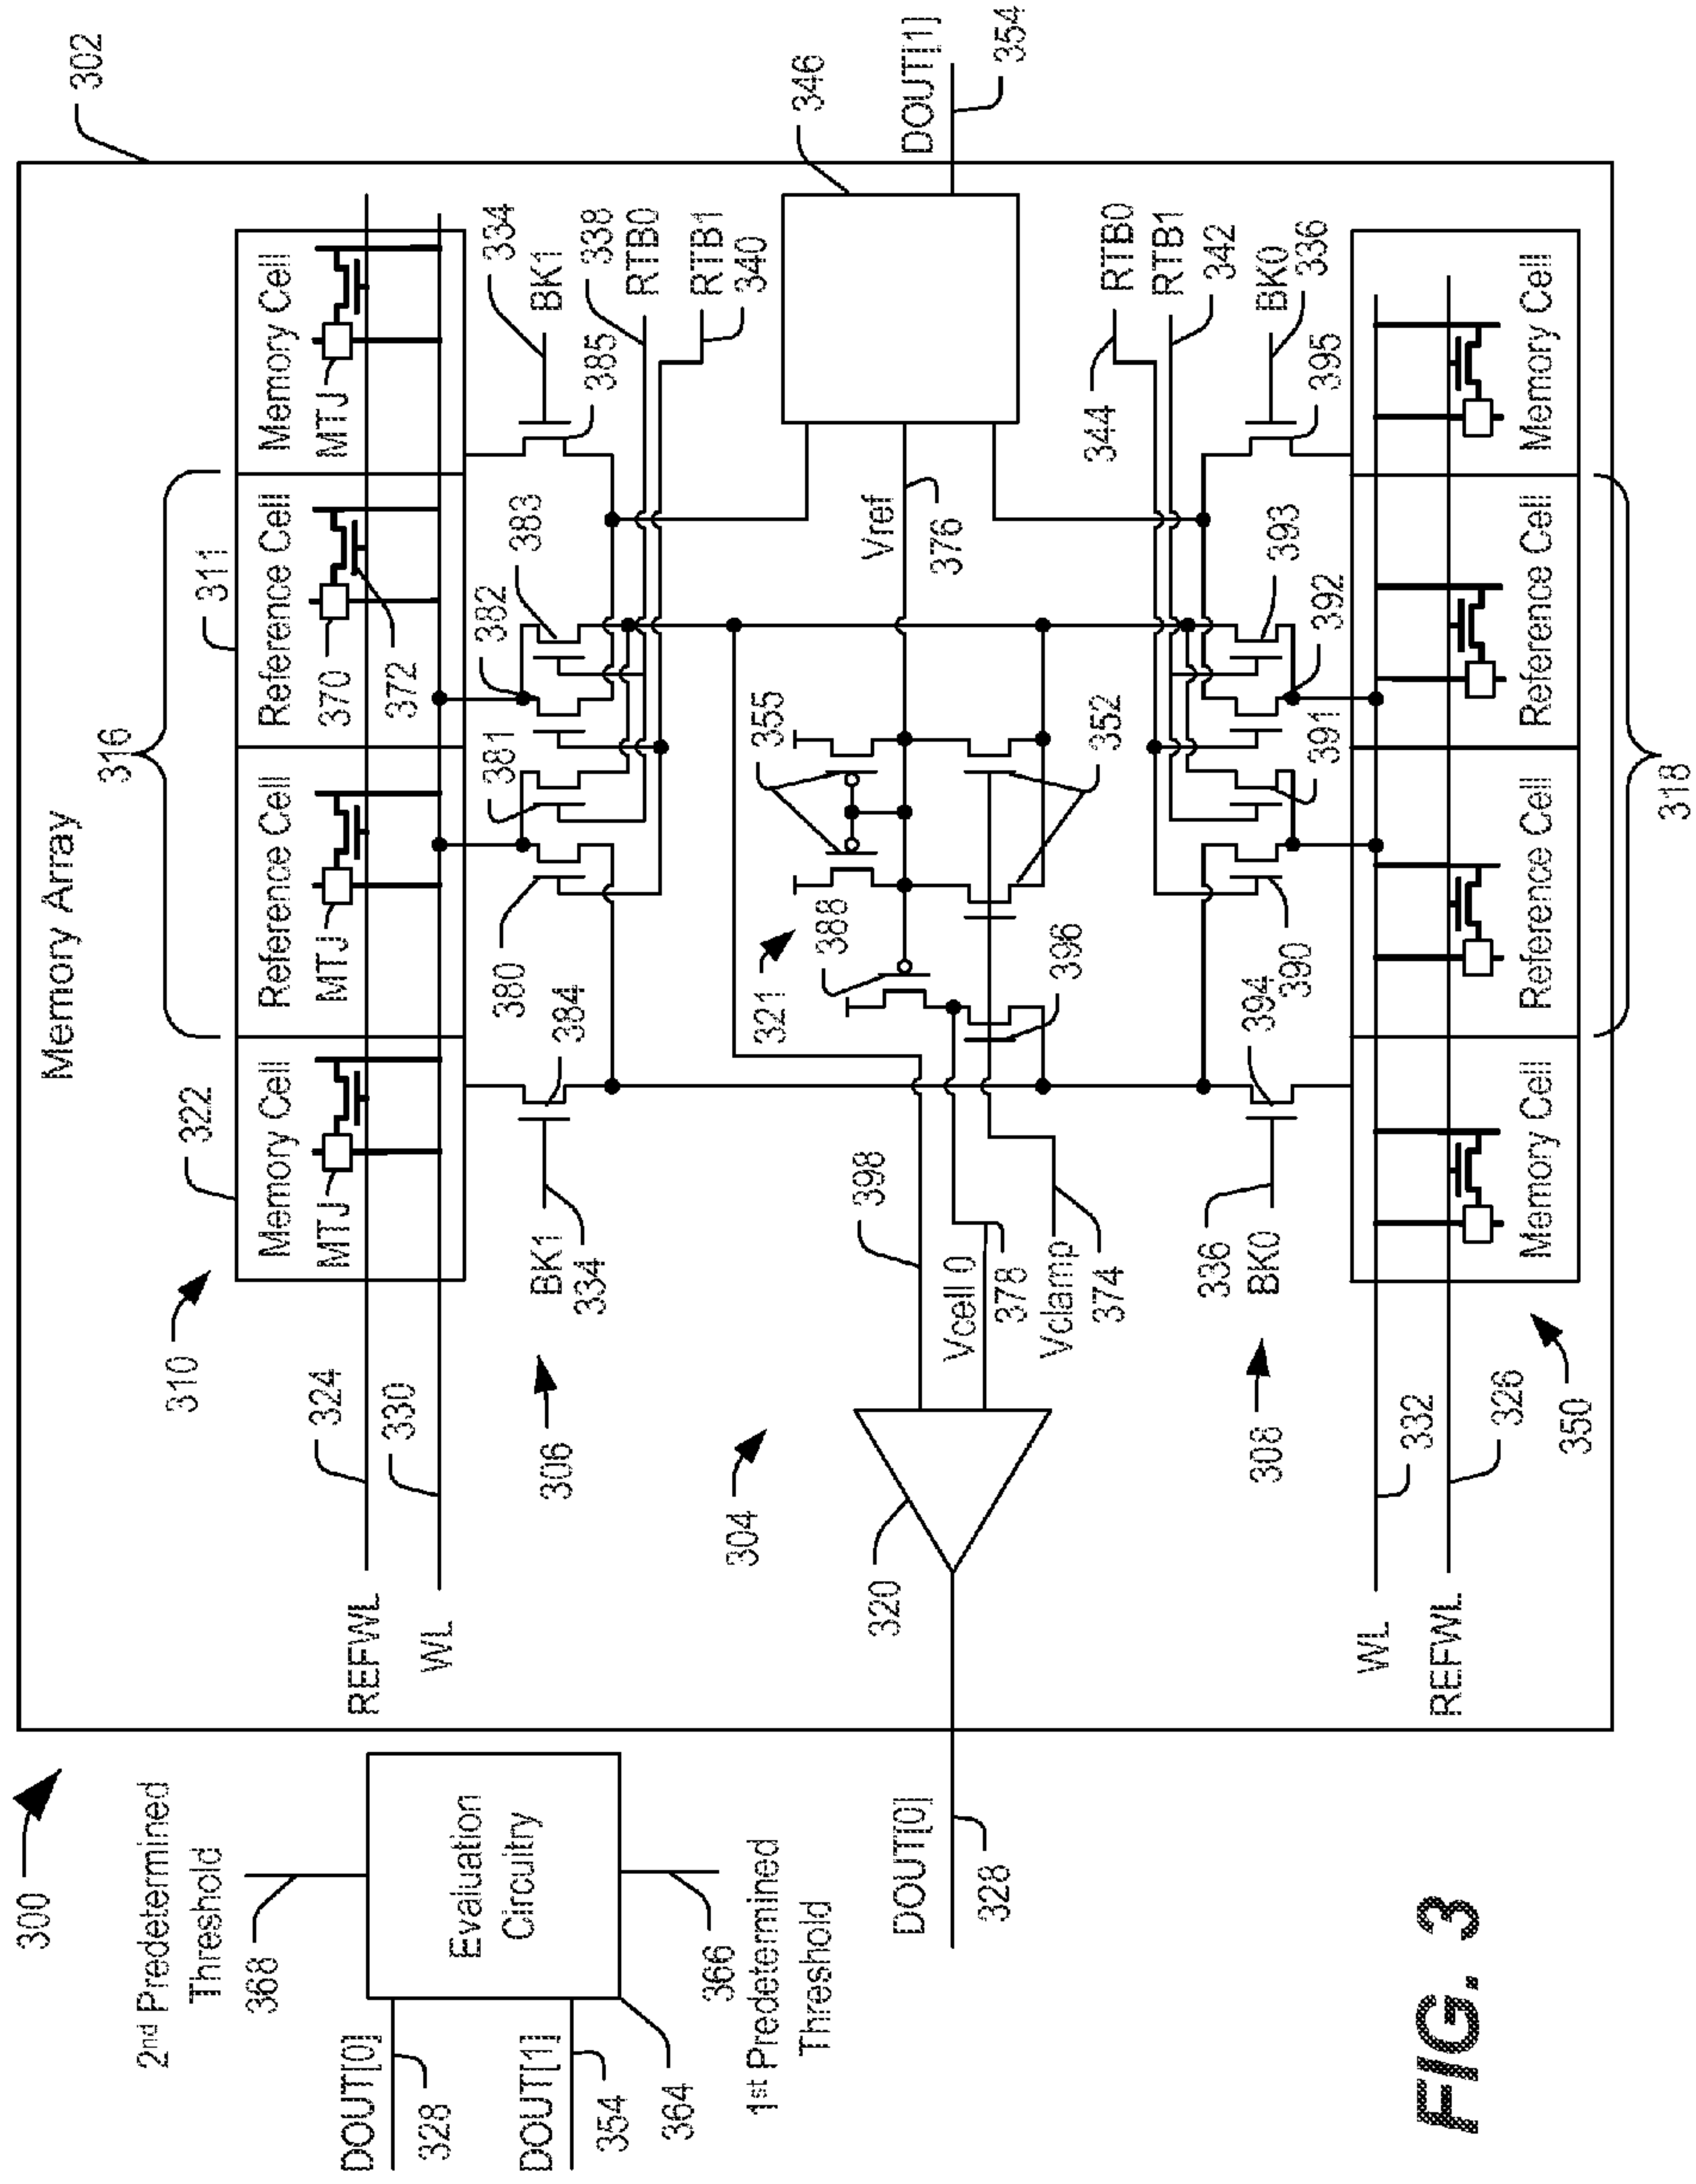 300
2nd Predetermined
Threshold
368
DOUT[0]
328
Evaluation
Circuitry
DOUT[1]
354
364
366
1st Predetermined
Threshold
Memory Array
302
310
322
316
311
Memory Cell
Reference Cell
Reference Cell
Memory Cell
MTJ
MTJ
370
372
MTJ
324
REFWL
330
WL
306
BK1
334
384
380
381
382
383
385
BK1
334
338
RTB0
RTB1
340
304
321
388
355
Vref
376
346
DOUT[1]
354
320
398
Vcell 0
378
Vclamp
374
396
352
DOUT[0]
328
344
RTB0
RTB1
342
308
336
BK0
394
390
391
392
393
395
BK0
336
WL
332
REFWL
326
350
Memory Cell
Reference Cell
Reference Cell
Memory Cell
318
FIG. 3